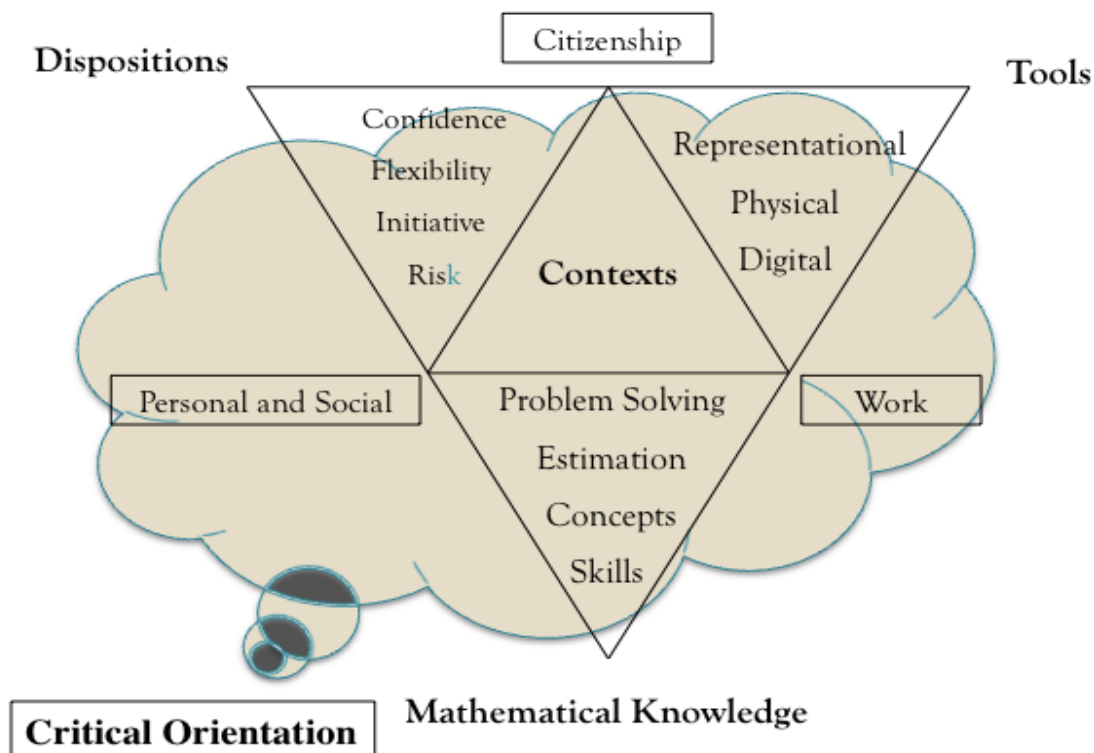 Citizenship
Dispositions
Tools
Confidence
Flexibility
Initiative
Risk
Representational
Physical
Digital
Contexts
Personal and Social
Work
Problem Solving
Estimation
Concepts
Skills
Mathematical Knowledge
Critical Orientation